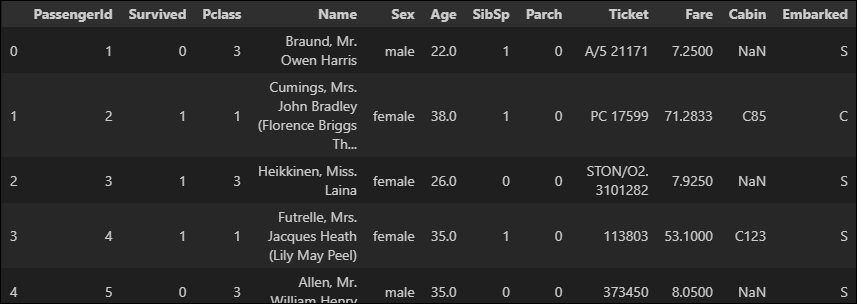 PassengerId Survived Pclass Name Sex Age SibSp Parch Ticket Fare Cabin Embarked
0 1 0 3 Braund, Mr. Owen Harris male 22.0 1 0 A/5 21171 7.2500 NaN S
1 2 1 1 Cumings, Mrs. John Bradley (Florence Briggs Th... female 38.0 1 0 PC 17599 71.2833 C85 C
2 3 1 3 Heikkinen, Miss. Laina female 26.0 0 0 STON/O2. 3101282 7.9250 NaN S
3 4 1 1 Futrelle, Mrs. Jacques Heath (Lily May Peel) female 35.0 1 0 113803 53.1000 C123 S
4 5 0 3 Allen, Mr. William Henry male 35.0 0 0 373450 8.0500 NaN S